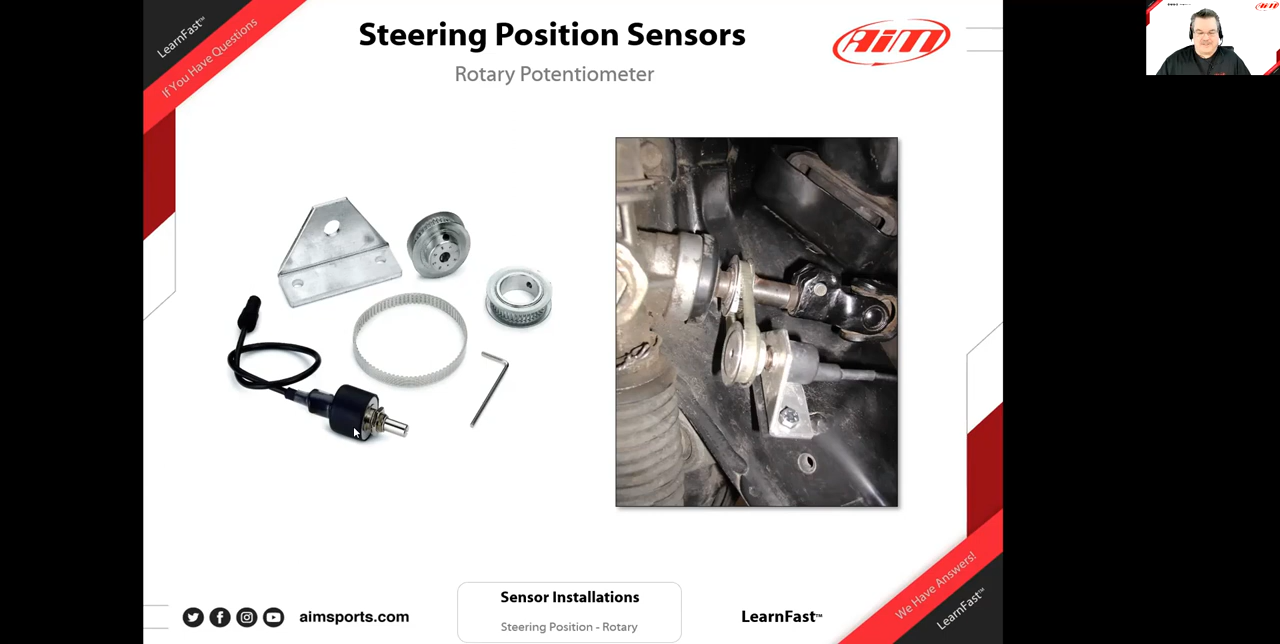 LearnFast™
If You Have Questions
Steering Position Sensors
Rotary Potentiometer
AiM
AiM
aimsports.com
Sensor Installations
Steering Position - Rotary
LearnFast™
We Have Answers!
LearnFast™